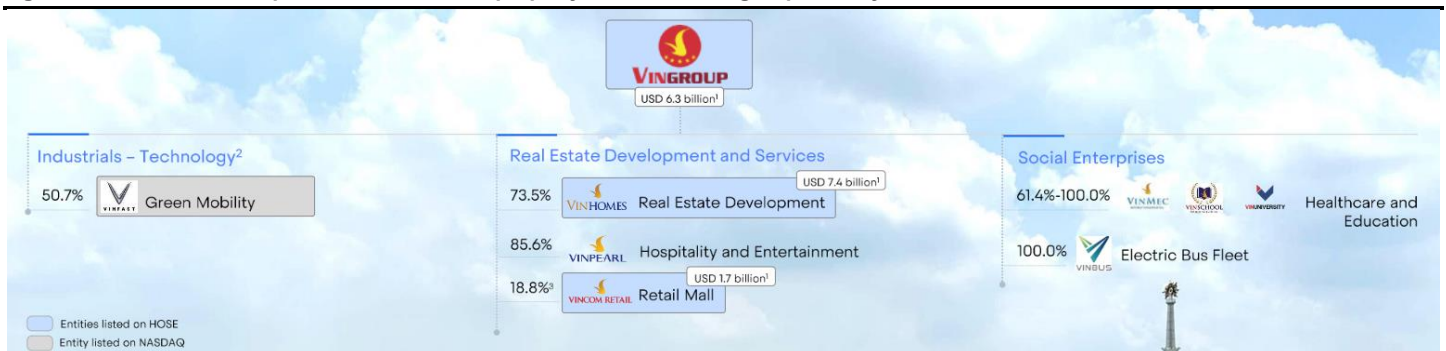 VINGROUP
USD 6.3 billion¹
Industrials – Technology²
50.7%
VINFAST
Green Mobility
Real Estate Development and Services
USD 7.4 billion¹
73.5%
VINHOMES
Real Estate Development
85.6%
VINPEARL
Hospitality and Entertainment
USD 1.7 billion¹
18.8%³
VINCOM RETAIL
Retail Mall
Social Enterprises
61.4%-100.0%
VINMEC
VINSCHOOL
VINUNIVERSITY
Healthcare and
Education
100.0%
VINBUS
Electric Bus Fleet
Entities listed on HOSE
Entity listed on NASDAQ